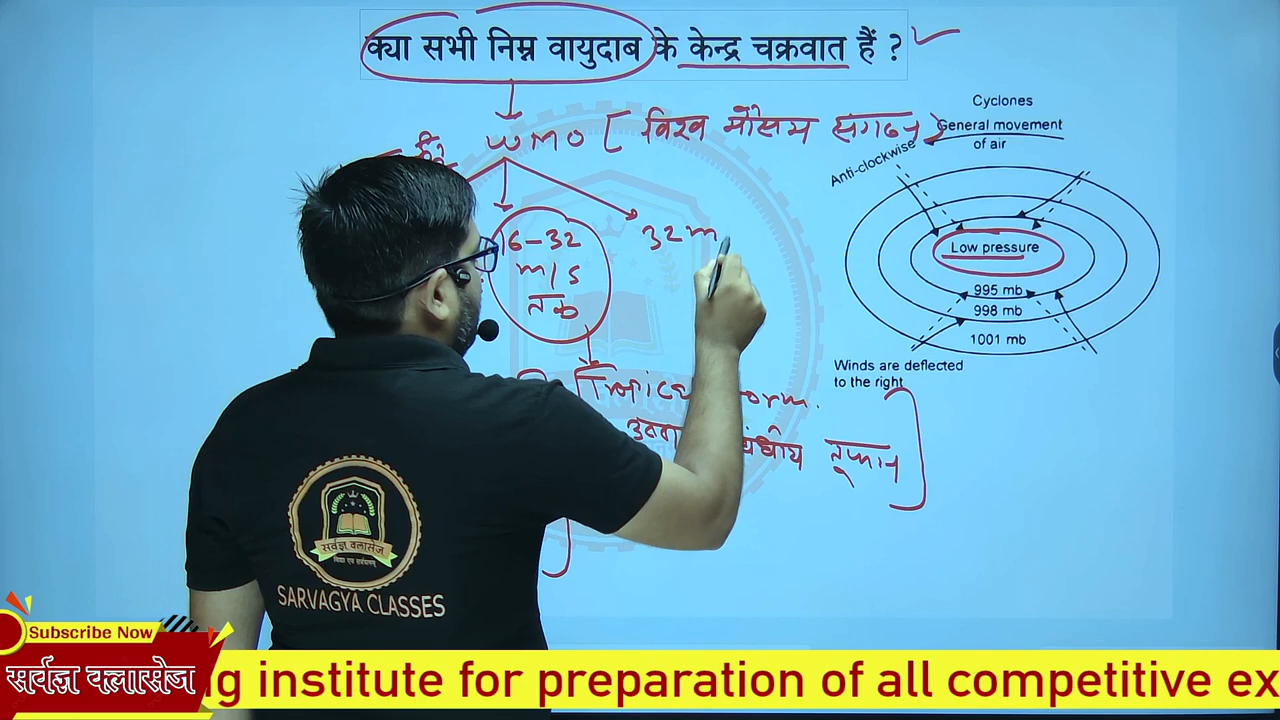 क्या सभी निम्न वायुदाब के केन्द्र चक्रवात हैं ?
WMO [ विश्व मौसम संगठन ]
Cyclones
General movement
of air
Anti-clockwise
16-32
m/s
तक
32 m
Low pressure
995 mb
998 mb
1001 mb
Winds are deflected
to the right
Tropical
तूफान
सर्वज्ञ क्लासेज
SARVAGYA CLASSES
Subscribe Now
सर्वज्ञ क्लासेज
institute for preparation of all competitive ex